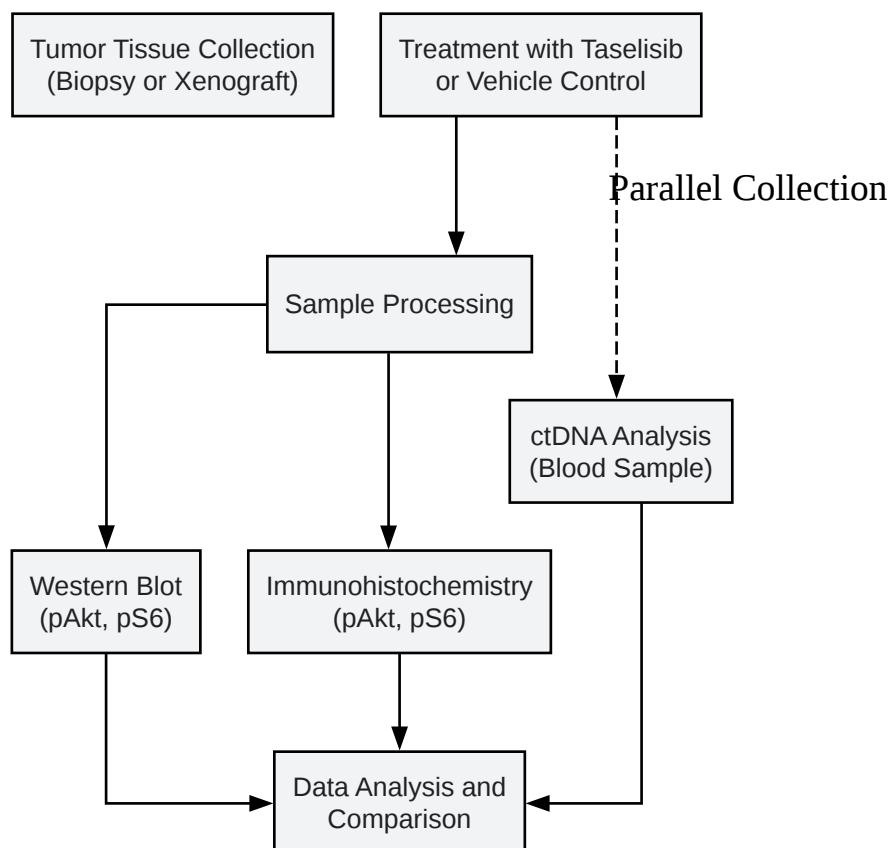 Tumor Tissue Collection
(Biopsy or Xenograft)
Treatment with Taselisib
or Vehicle Control
Parallel Collection
Sample Processing
ctDNA Analysis
(Blood Sample)
Western Blot
(pAkt, pS6)
Immunohistochemistry
(pAkt, pS6)
Data Analysis and
Comparison